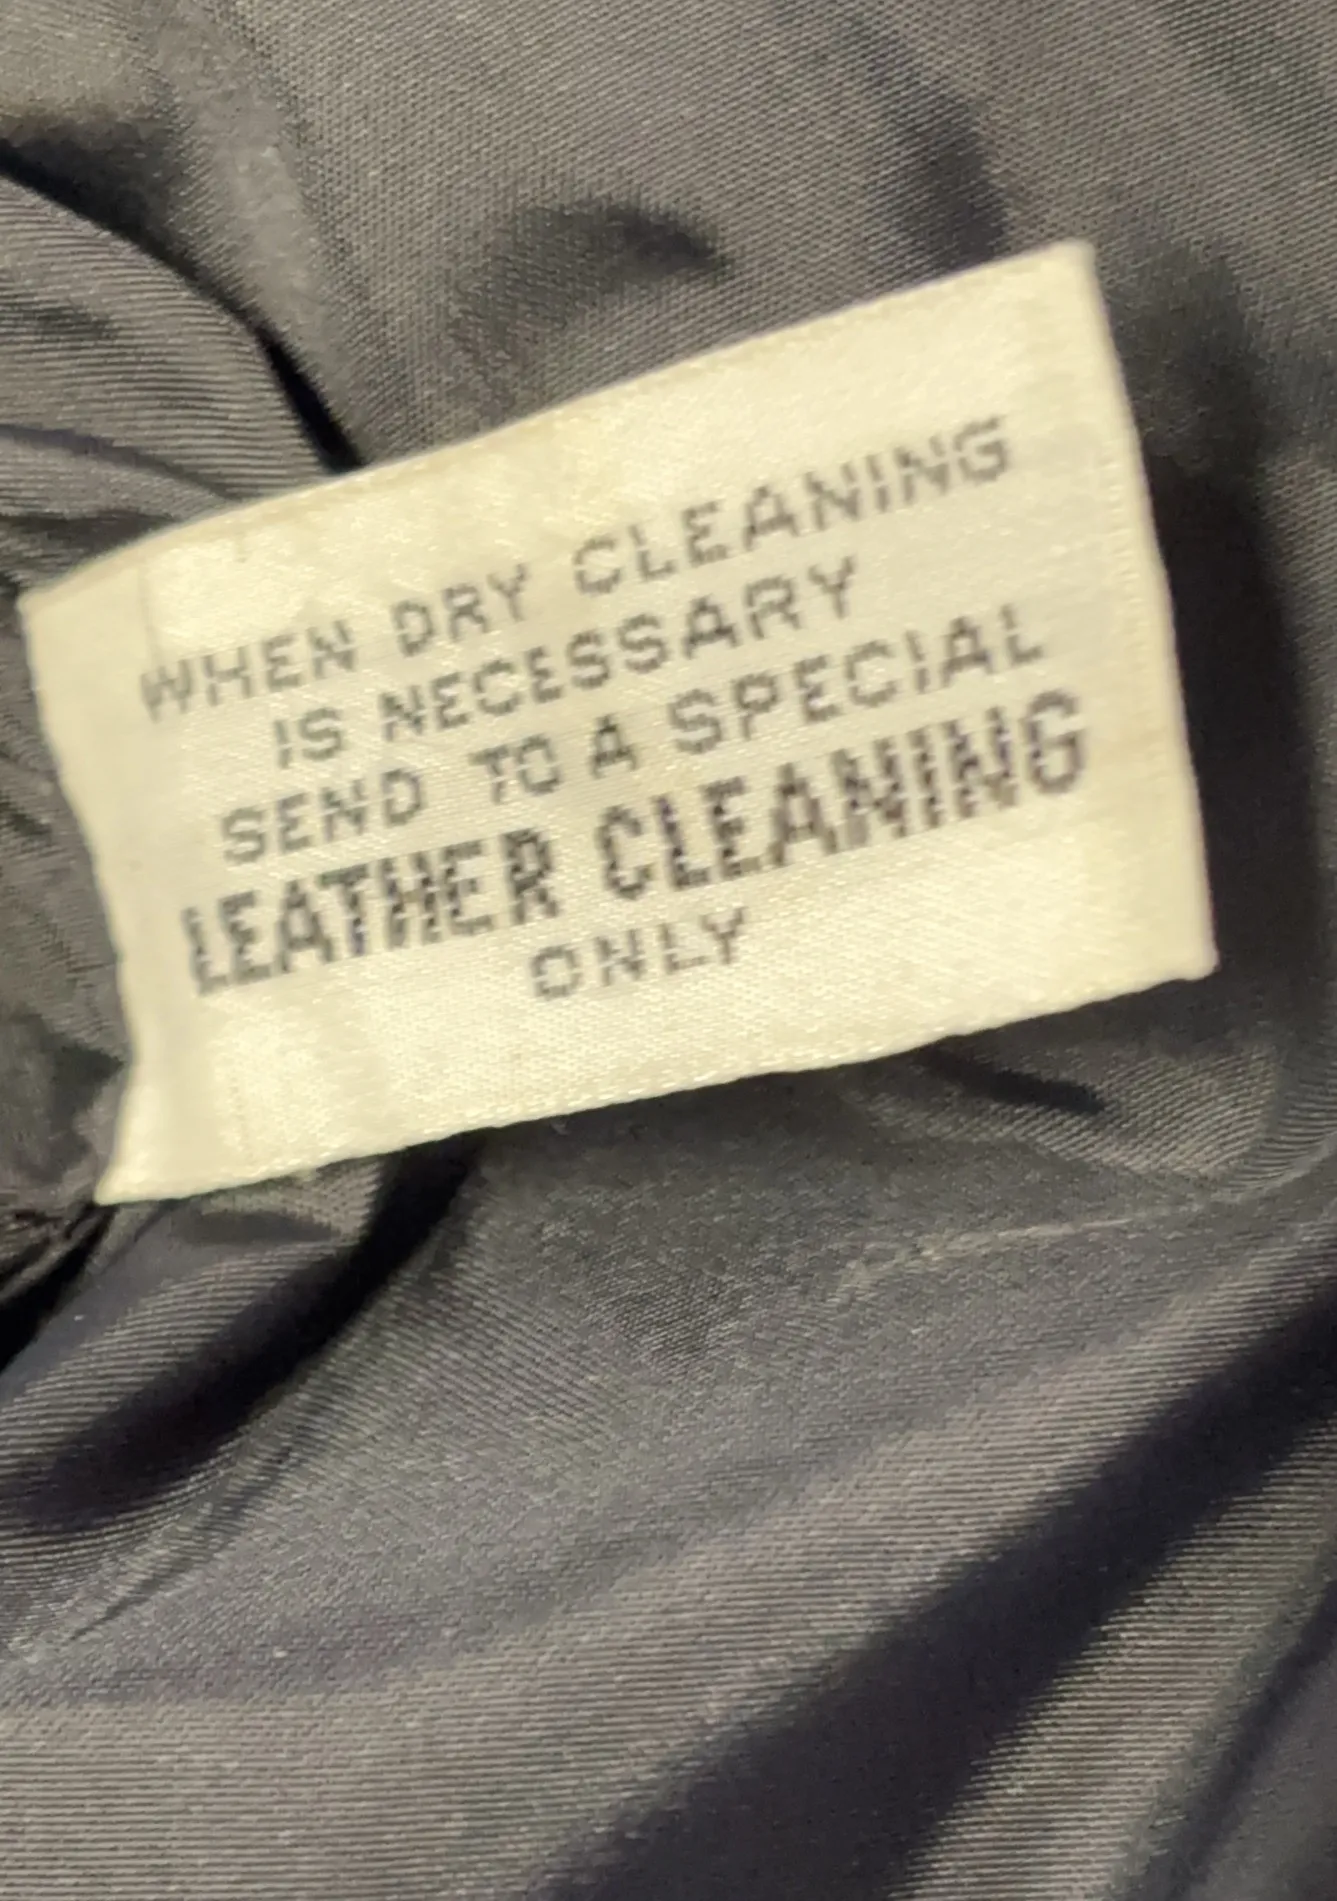 WHEN DRY CLEANING
IS NECESSARY
SEND TO A SPECIAL
LEATHER CLEANING
ONLY